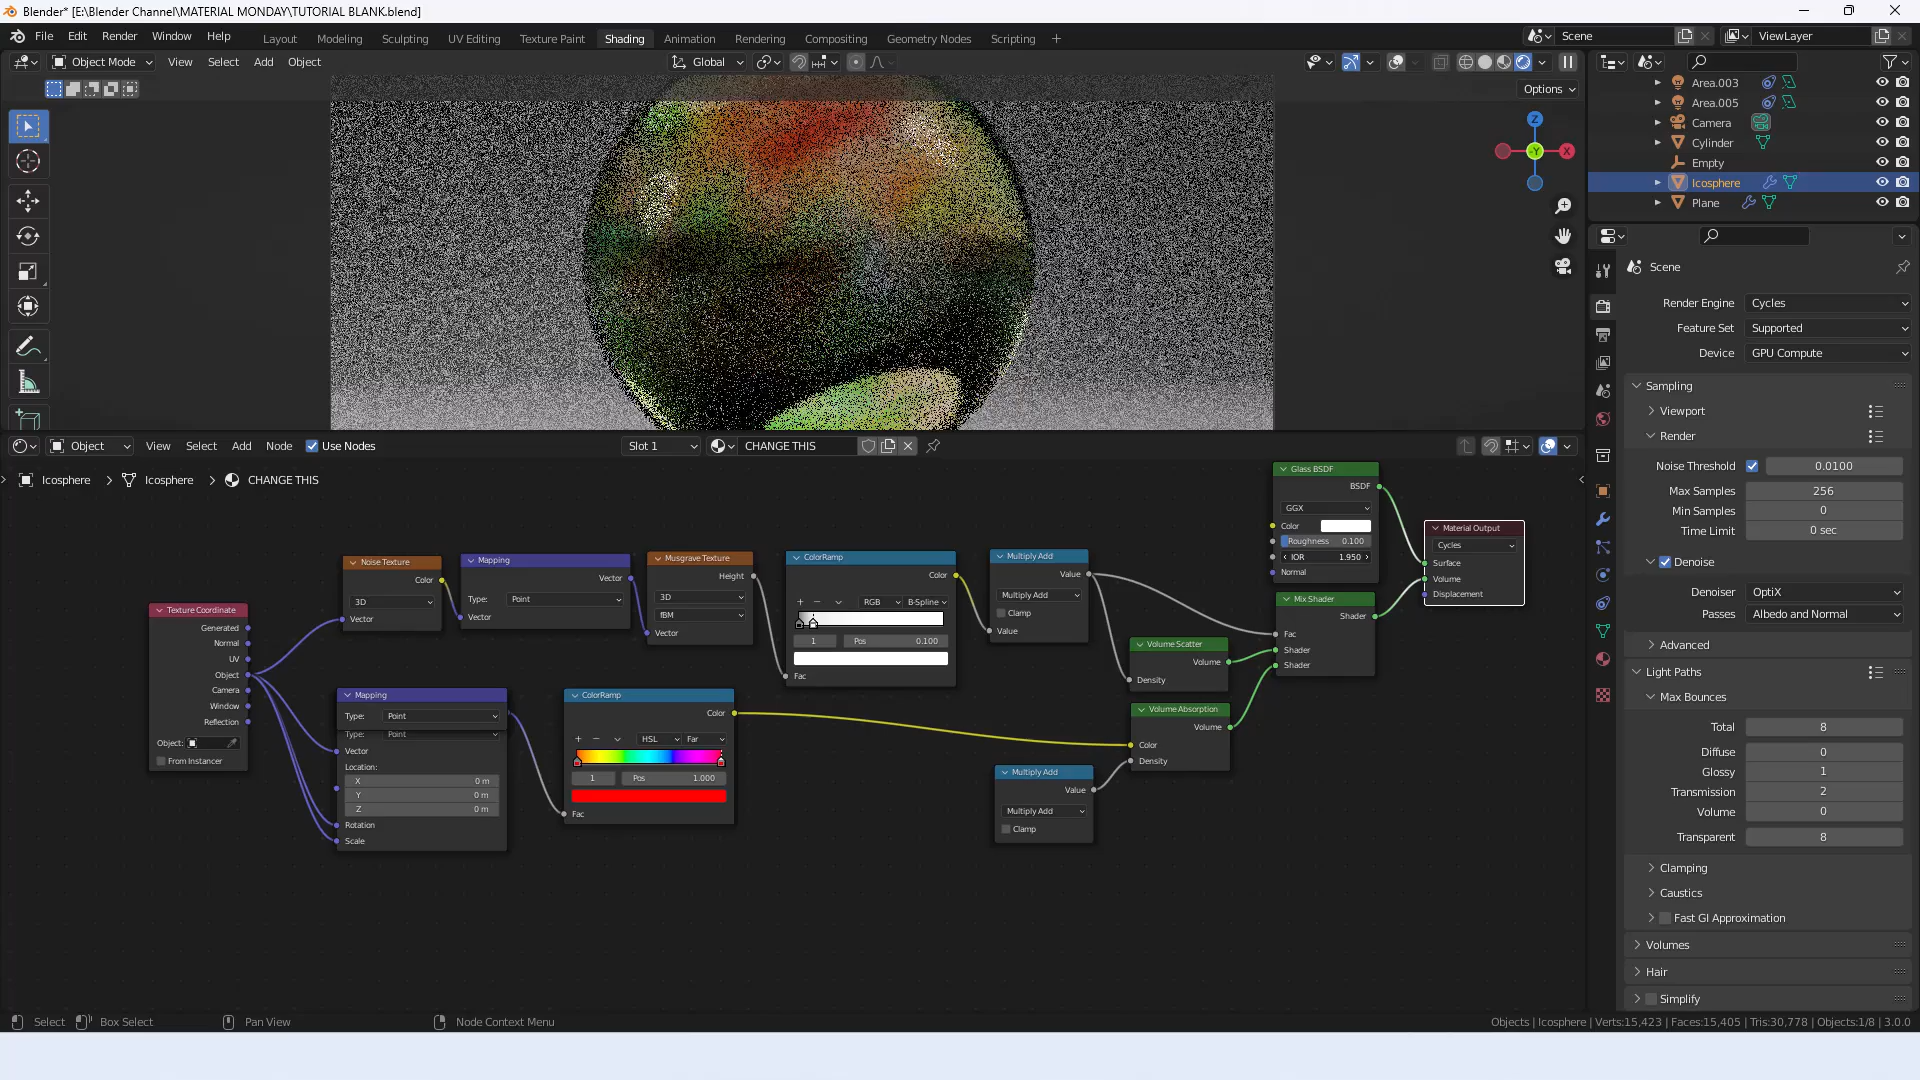 Blender* [E:\Blender Channel\MATERIAL MONDAY\TUTORIAL BLANK.blend]
File Edit Render Window Help
Layout Modeling Sculpting UV Editing Texture Paint Shading Animation Rendering Compositing Geometry Nodes Scripting +
Scene
ViewLayer
Object Mode View Select Add Object
Global
Options
Z
X
-Y
Area.003
Area.005
Camera
Cylinder
Empty
Icosphere
Plane
Scene
Render Engine Cycles
Feature Set Supported
Device GPU Compute
Sampling
Viewport
Render
Noise Threshold 0.0100
Max Samples 256
Min Samples 0
Time Limit 0 sec
Denoise
Denoiser OptiX
Passes Albedo and Normal
Advanced
Light Paths
Max Bounces
Total 8
Diffuse 0
Glossy 1
Transmission 2
Volume 0
Transparent 8
Clamping
Caustics
Fast GI Approximation
Volumes
Hair
Simplify
Object View Select Add Node Use Nodes
Slot 1
CHANGE THIS
Icosphere > Icosphere > CHANGE THIS
Texture Coordinate
Generated
Normal
UV
Object
Camera
Window
Reflection
Object:
From Instancer
Noise Texture
Color
3D
Vector
Mapping
Vector
Type: Point
Vector
Musgrave Texture
Height
3D
fBM
Vector
ColorRamp
Color
+ − RGB B-Spline
1 Pos 0.100
Fac
Multiply Add
Value
Multiply Add
Clamp
Value
Mapping
Type: Point
Type: Point
Vector
Location:
X 0 m
Y 0 m
Z 0 m
Rotation
Scale
ColorRamp
Color
+ − HSL Far
1 Pos 1.000
Fac
Multiply Add
Value
Multiply Add
Clamp
Volume Scatter
Volume
Density
Volume Absorption
Volume
Color
Density
Glass BSDF
BSDF
GGX
Color
Roughness 0.100
IOR 1.950
Normal
Mix Shader
Shader
Fac
Shader
Shader
Material Output
Cycles
Surface
Volume
Displacement
Select Box Select Pan View Node Context Menu
Objects | Icosphere | Verts:15,423 | Faces:15,405 | Tris:30,778 | Objects:1/8 | 3.0.0